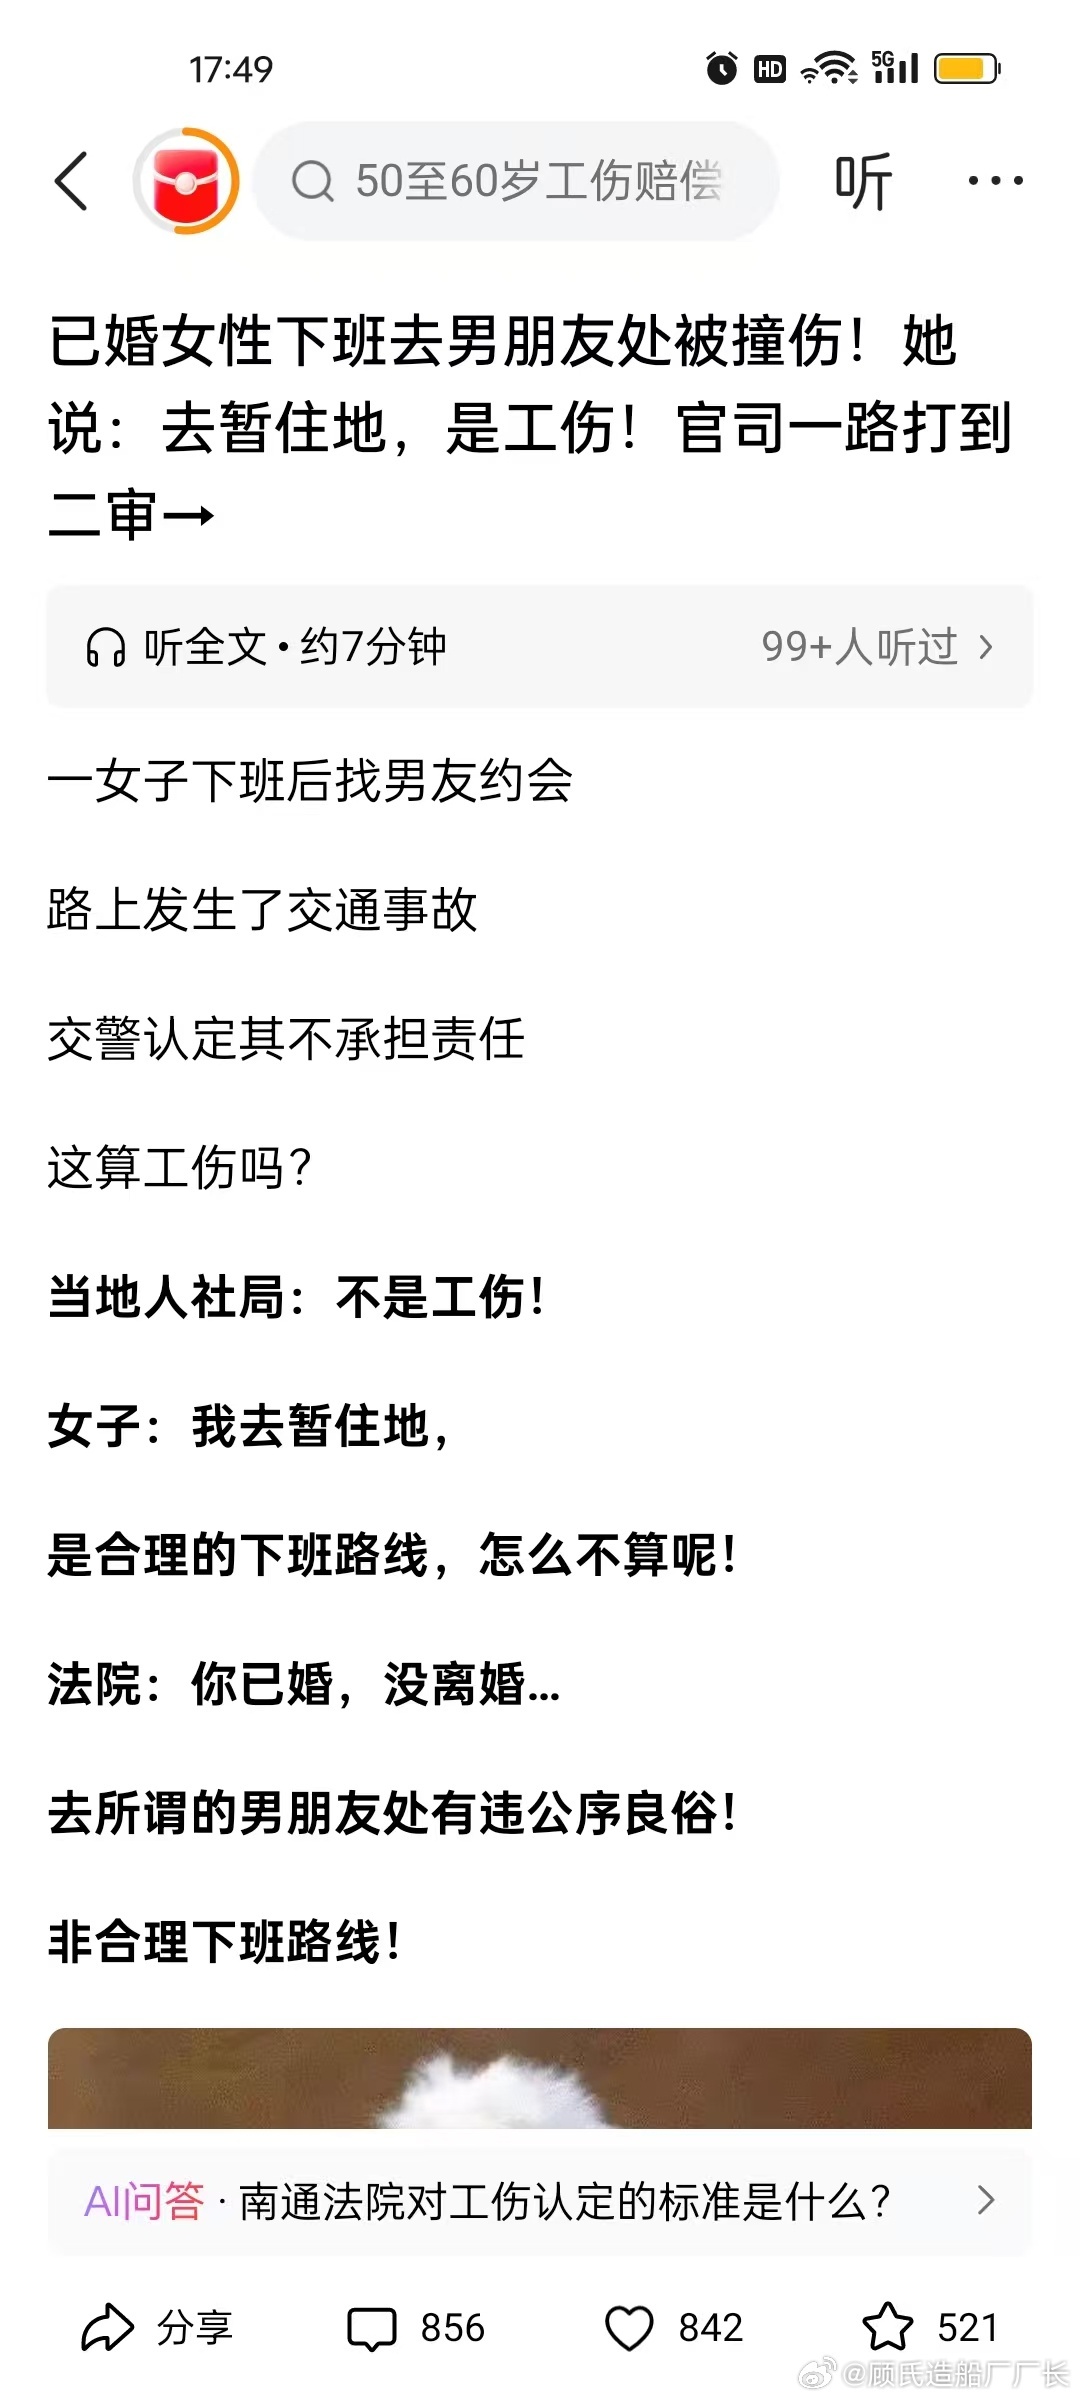 17:49
HD
5G
50至60岁工伤赔偿
听
已婚女性下班去男朋友处被撞伤！她
说：去暂住地，是工伤！官司一路打到
二审→
听全文·约7分钟
99+人听过
一女子下班后找男友约会
路上发生了交通事故
交警认定其不承担责任
这算工伤吗？
当地人社局：不是工伤！
女子：我去暂住地，
是合理的下班路线，怎么不算呢！
法院：你已婚，没离婚...
去所谓的男朋友处有违公序良俗！
非合理下班路线！
AI问答·南通法院对工伤认定的标准是什么？
分享
856
842
521
@顾氏造船厂厂长